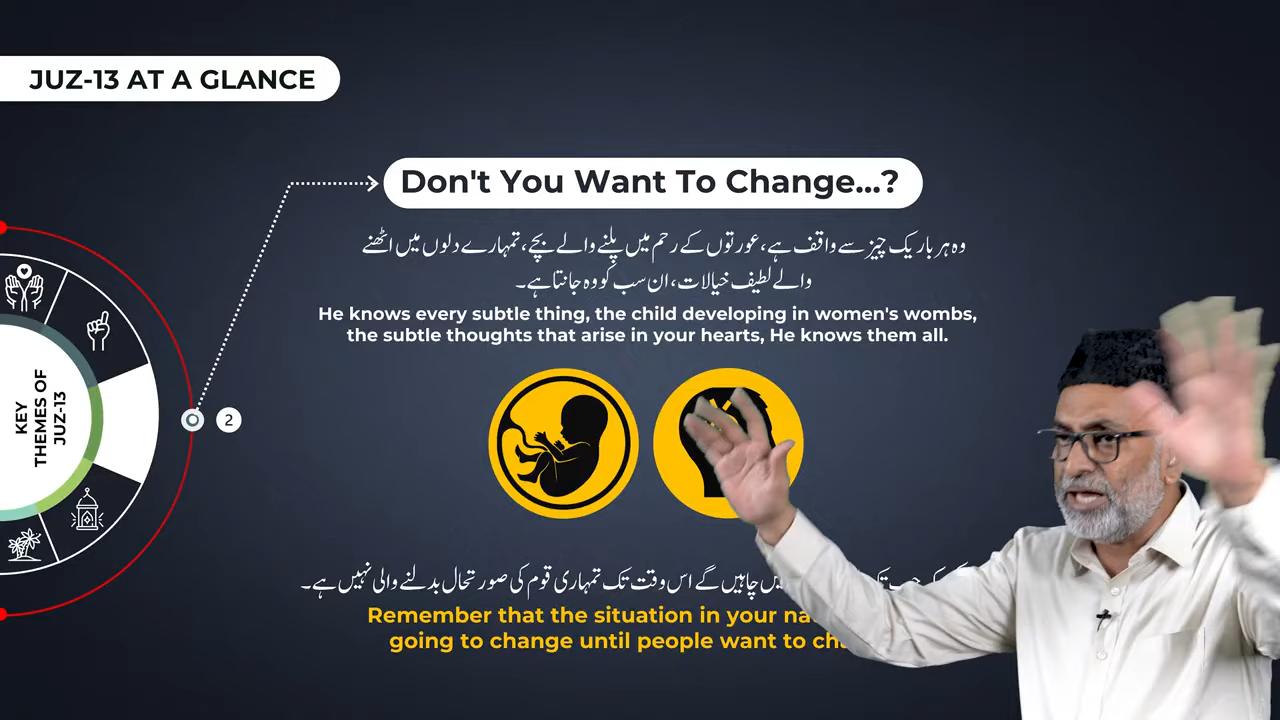 JUZ-13 AT A GLANCE
Don't You Want To Change...?
وہ ہر باریک چیز سے واقف ہے، عورتوں کے رحم میں پلنے والے بچے، تمہارے دلوں میں اٹھنے
والے لطیف خیالات، ان سب کو وہ جانتا ہے۔
He knows every subtle thing, the child developing in women's wombs,
the subtle thoughts that arise in your hearts, He knows them all.
2
KEY
THEMES OF
JUZ-13
چاہیں گے اس وقت تک تمہاری قوم کی صورتحال بدلنے والی نہیں ہے۔
Remember that the situation in your
going to change until people want to